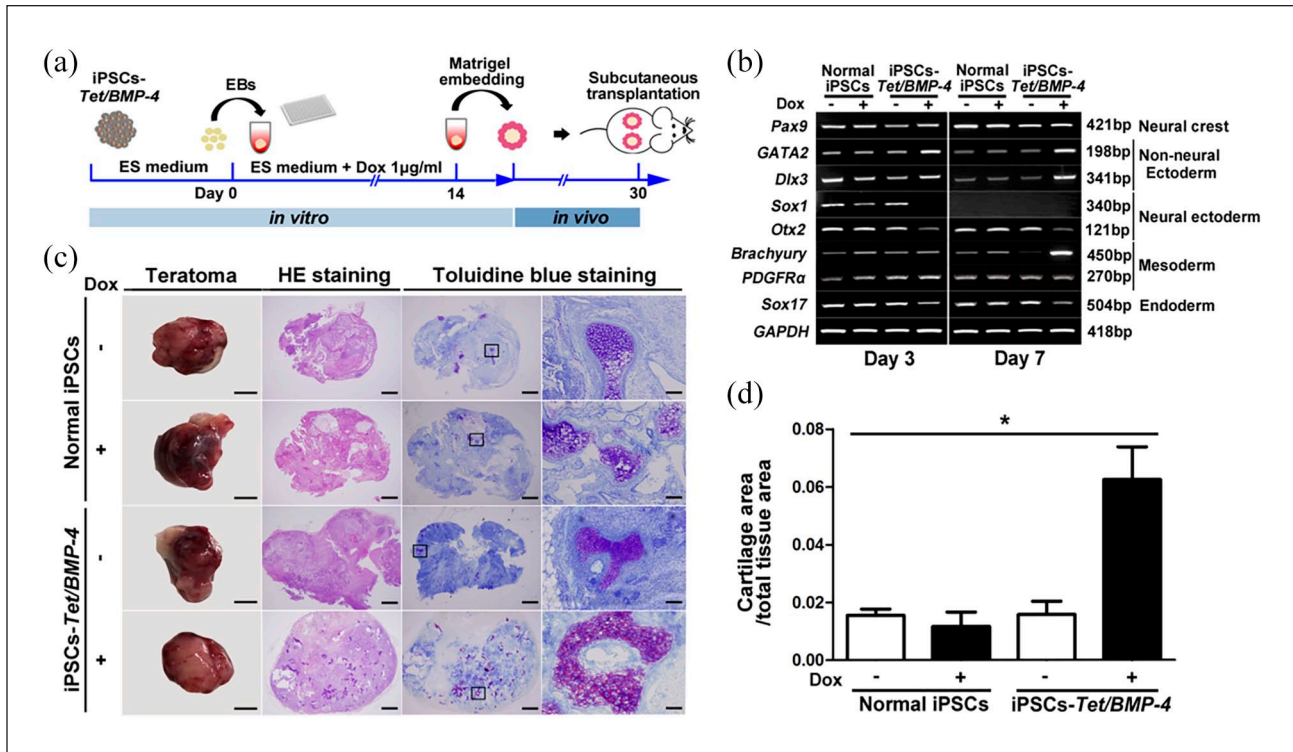 (a)
iPSCs-
Tet/BMP-4
EBs
Matrigel
embedding
Subcutaneous
transplantation
ES medium
ES medium + Dox 1μg/ml
Day 0
14
30
in vitro
in vivo
(b)
Normal
iPSCs
iPSCs-
Tet/BMP-4
Normal
iPSCs
iPSCs-
Tet/BMP-4
Dox - + - + - + - +
Pax9 421bp Neural crest
GATA2 198bp Non-neural
Dlx3 341bp Ectoderm
Sox1 340bp Neural ectoderm
Otx2 121bp
Brachyury 450bp Mesoderm
PDGFRα 270bp
Sox17 504bp Endoderm
GAPDH 418bp
Day 3 Day 7
(c)
Dox Teratoma HE staining Toluidine blue staining
Normal iPSCs
-
+
iPSCs-Tet/BMP-4
-
+
(d)
*
Cartilage area
/total tissue area
0.08
0.06
0.04
0.02
0.00
Dox - + - +
Normal iPSCs iPSCs-Tet/BMP-4